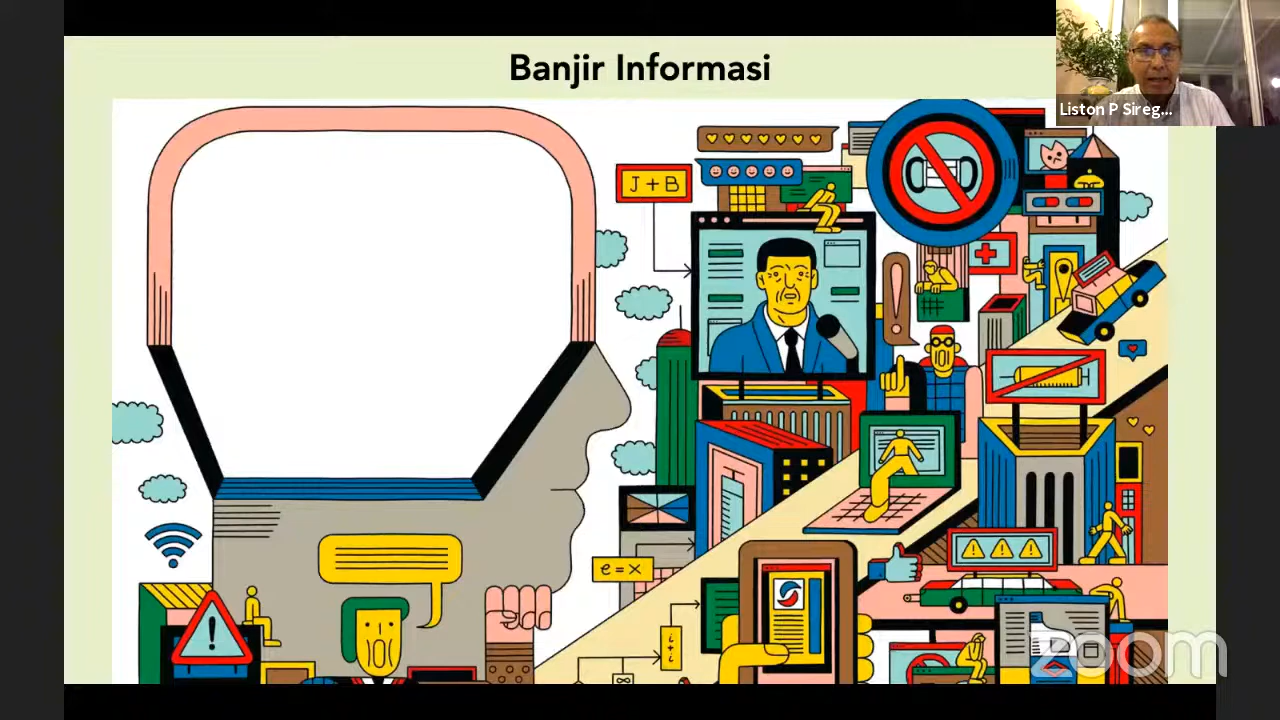 Banjir Informasi
Liston P Sireg...
J + B
e = x
i + i
zoom